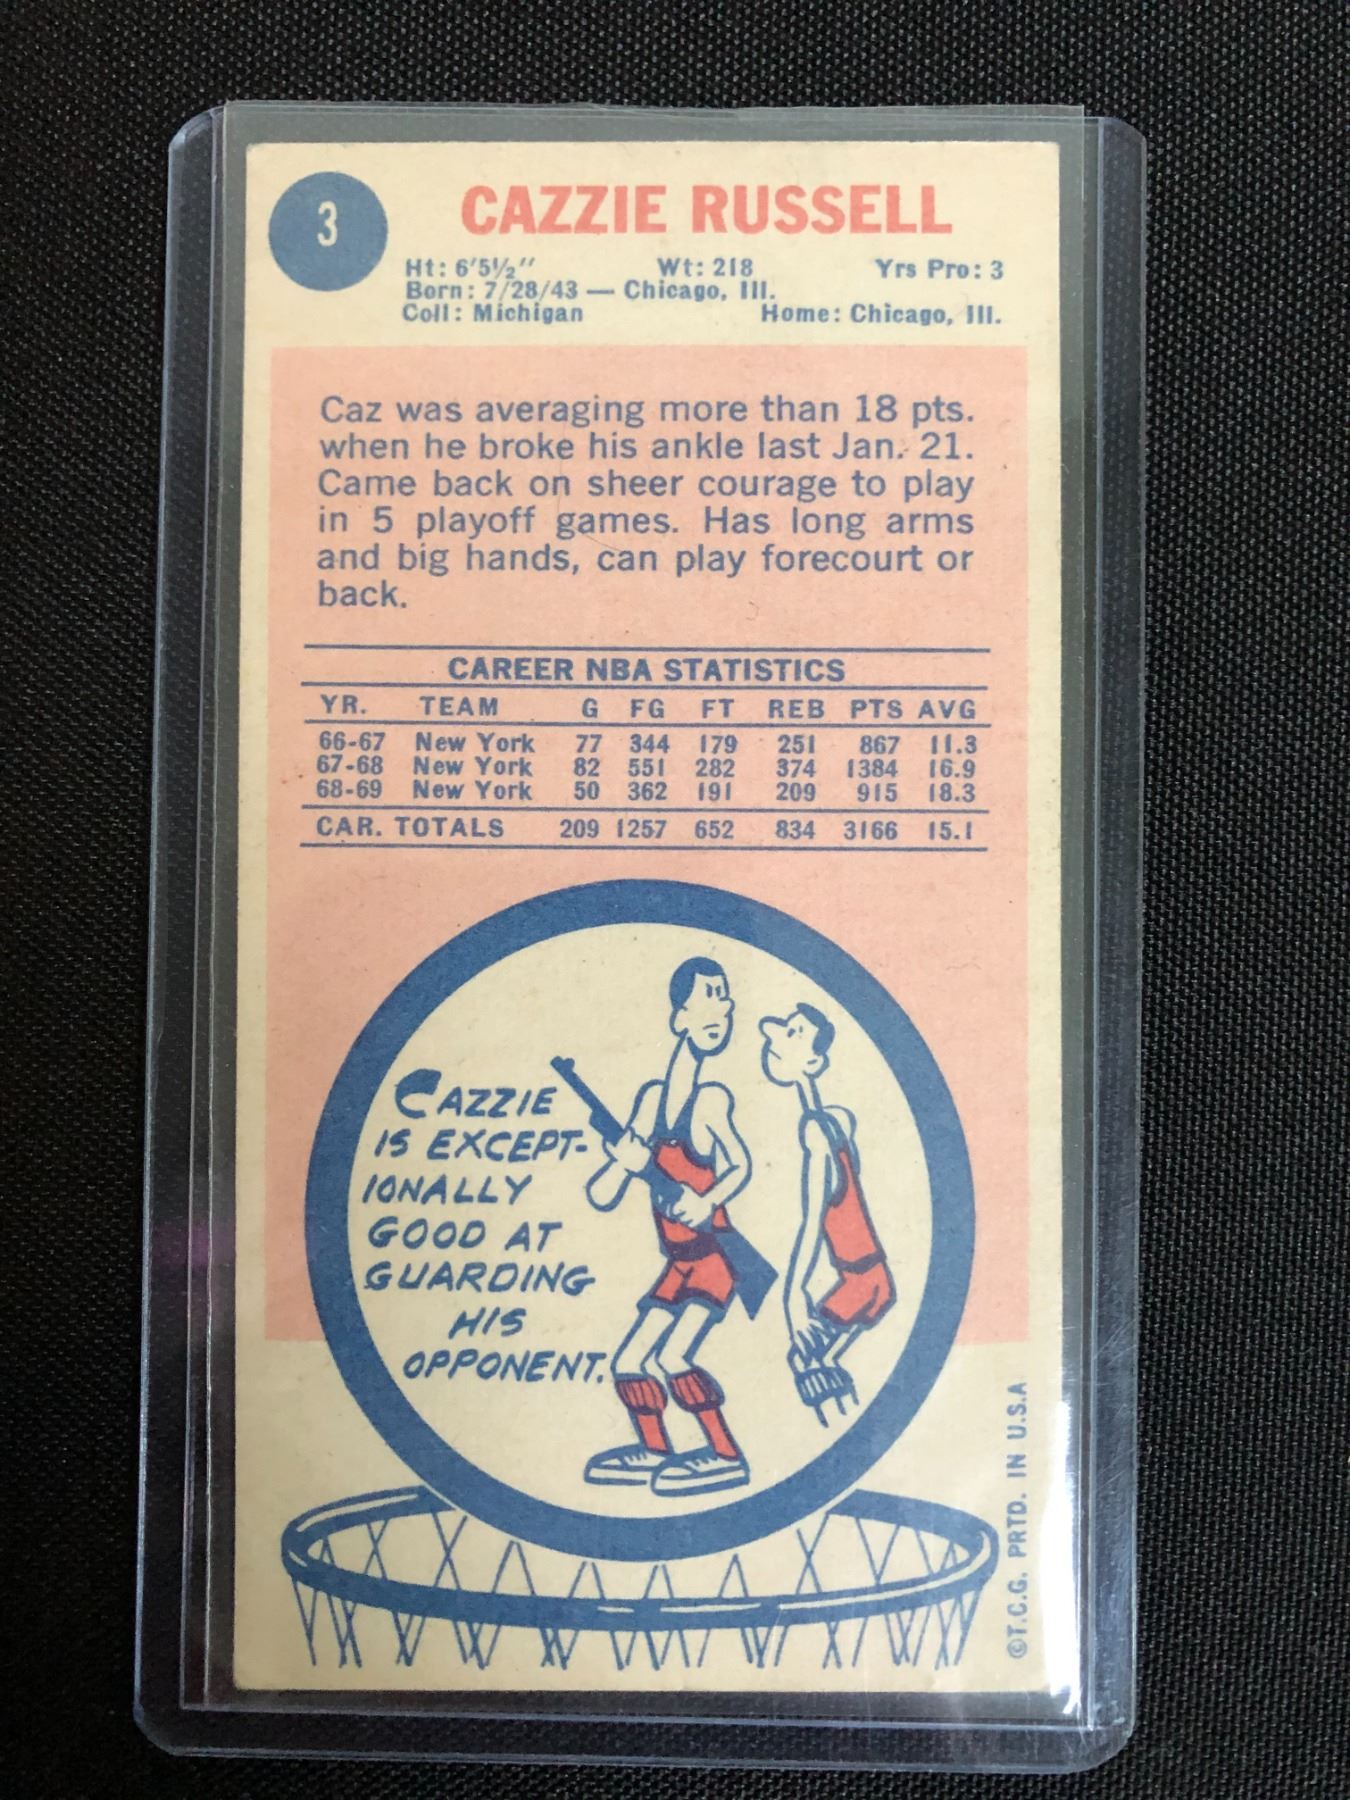 3
CAZZIE RUSSELL
Ht: 6'5½" Wt: 218 Yrs Pro: 3
Born: 7/28/43 — Chicago, Ill.
Coll: Michigan Home: Chicago, Ill.
Caz was averaging more than 18 pts.
when he broke his ankle last Jan. 21.
Came back on sheer courage to play
in 5 playoff games. Has long arms
and big hands, can play forecourt or
back.
CAREER NBA STATISTICS
YR. TEAM G FG FT REB PTS AVG
66-67 New York 77 344 179 251 867 11.3
67-68 New York 82 551 282 374 1384 16.9
68-69 New York 50 362 191 209 915 18.3
CAR. TOTALS 209 1257 652 834 3166 15.1
CAZZIE
IS EXCEPT-
IONALLY
GOOD AT
GUARDING
HIS
OPPONENT.
©T.C.G. PRTD. IN U.S.A